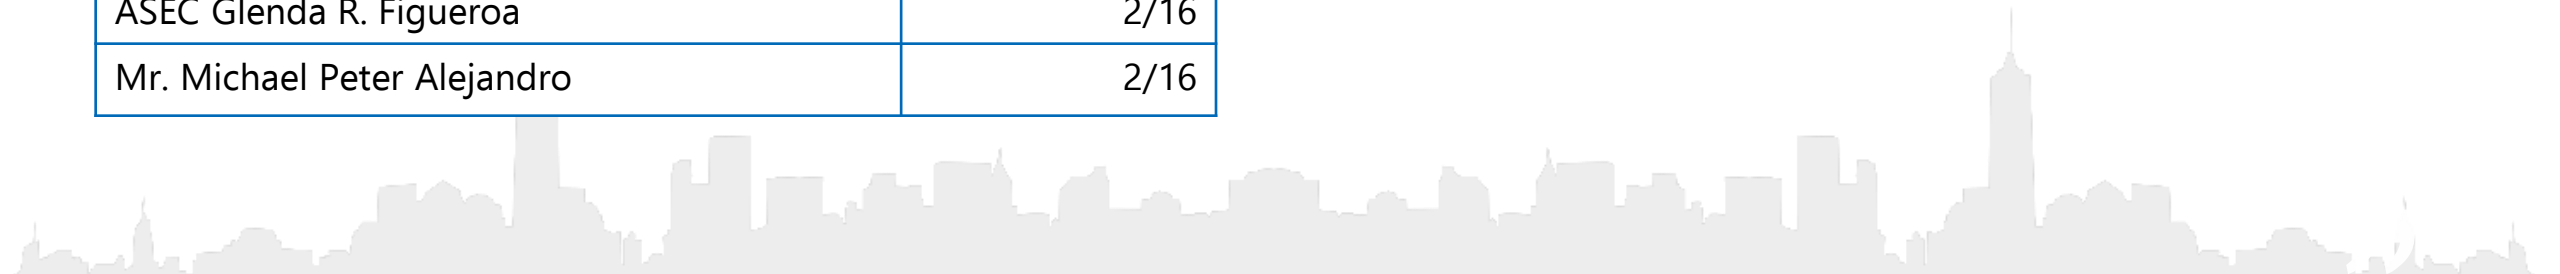 ASEC Glenda R. Figueroa 2/16
Mr. Michael Peter Alejandro 2/16